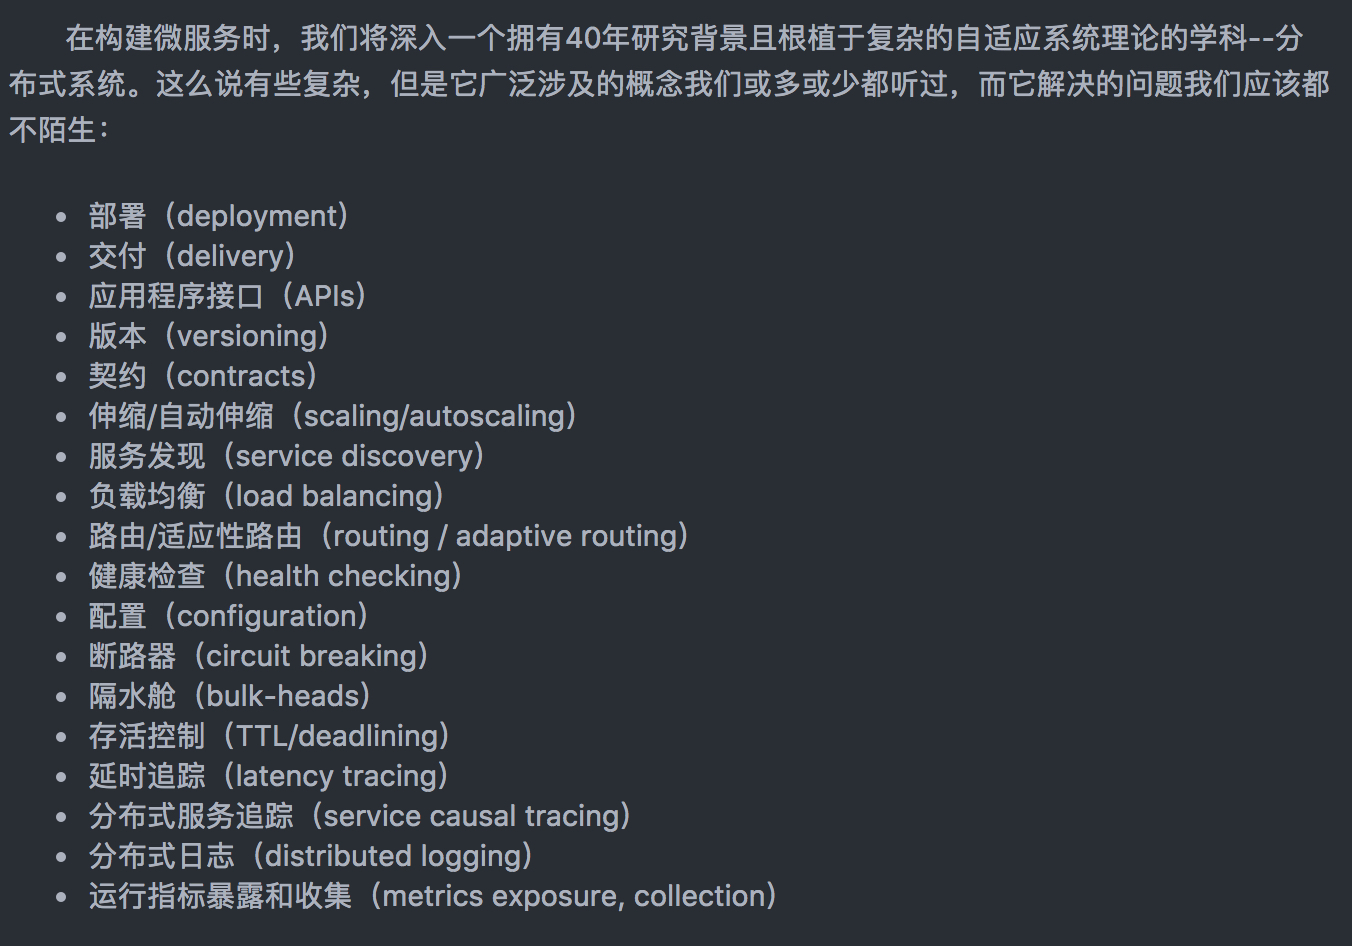 在构建微服务时，我们将深入一个拥有40年研究背景且根植于复杂的自适应系统理论的学科--分
布式系统。这么说有些复杂，但是它广泛涉及的概念我们或多或少都听过，而它解决的问题我们应该都
不陌生：
• 部署（deployment）
• 交付（delivery）
• 应用程序接口（APIs）
• 版本（versioning）
• 契约（contracts）
• 伸缩/自动伸缩（scaling/autoscaling）
• 服务发现（service discovery）
• 负载均衡（load balancing）
• 路由/适应性路由（routing / adaptive routing）
• 健康检查（health checking）
• 配置（configuration）
• 断路器（circuit breaking）
• 隔水舱（bulk-heads）
• 存活控制（TTL/deadlining）
• 延时追踪（latency tracing）
• 分布式服务追踪（service causal tracing）
• 分布式日志（distributed logging）
• 运行指标暴露和收集（metrics exposure, collection）